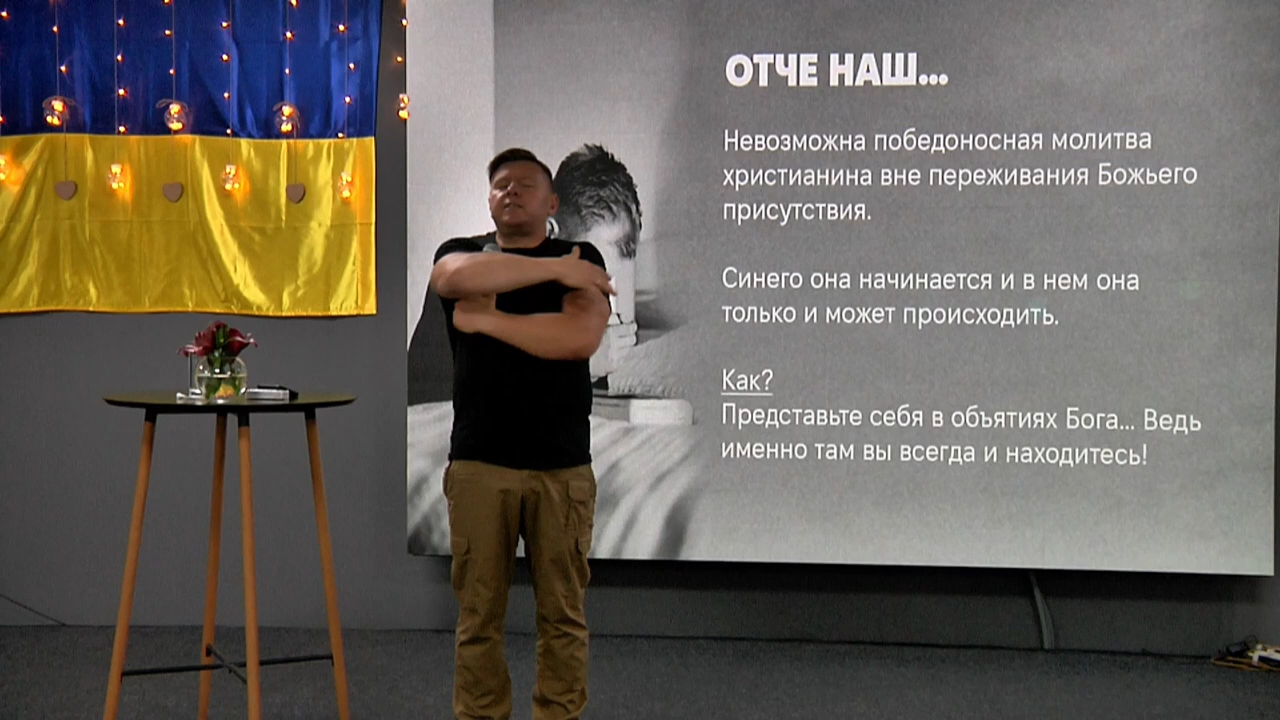 ОТЧЕ НАШ...
Невозможна победоносная молитва
христианина вне переживания Божьего
присутствия.
Синего она начинается и в нем она
только и может происходить.
Как?
Представьте себя в объятиях Бога... Ведь
именно там вы всегда и находитесь!